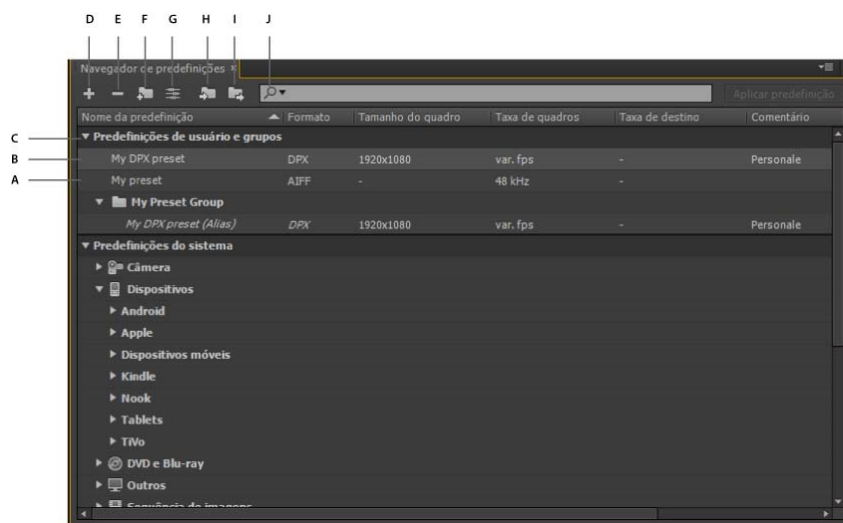 D E F G H I J
Navegador de predefinições
Aplicar predefinição
Nome da predefinição Formato Tamanho do quadro Taxa de quadros Taxa de destino Comentário
C Predefinições de usuário e grupos
B My DPX preset DPX 1920x1080 var. fps - Personale
A My preset AIFF - 48 kHz -
My Preset Group
My DPX preset (Alias) DPX 1920x1080 var. fps - Personale
Predefinições do sistema
Câmera
Dispositivos
Android
Apple
Dispositivos móveis
Kindle
Nook
Tablets
TiVo
DVD e Blu-ray
Outros
Sequência de imagens